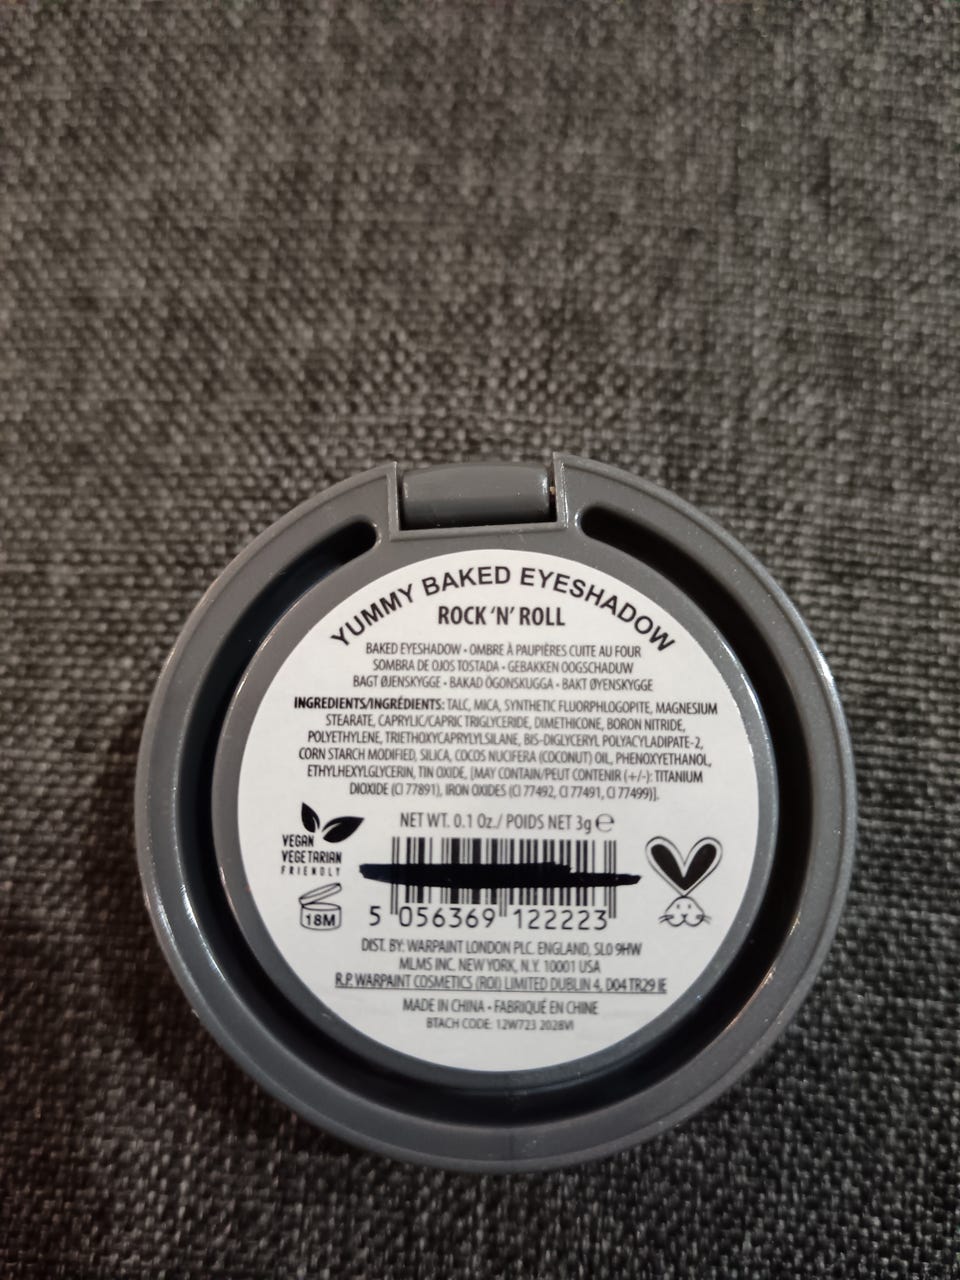 YUMMY BAKED EYESHADOW
ROCK 'N' ROLL
BAKED EYESHADOW • OMBRE À PAUPIÈRES CUITE AU FOUR
SOMBRA DE OJOS TOSTADA • GEBAKKEN OOGSCHADUW
BAGT ØJENSKYGGE • BAKAD ÖGONSKUGGA • BAKT ØYENSKYGGE
INGREDIENTS/INGRÉDIENTS: TALC, MICA, SYNTHETIC FLUORPHLOGOPITE, MAGNESIUM
STEARATE, CAPRYLIC/CAPRIC TRIGLYCERIDE, DIMETHICONE, BORON NITRIDE,
POLYETHYLENE, TRIETHOXYCAPRYLYLSILANE, BIS-DIGLYCERYL POLYACYLADIPATE-2,
CORN STARCH MODIFIED, SILICA, COCOS NUCIFERA (COCONUT) OIL, PHENOXYETHANOL,
ETHYLHEXYLGLYCERIN, TIN OXIDE, [MAY CONTAIN/PEUT CONTENIR (+/-): TITANIUM
DIOXIDE (CI 77891), IRON OXIDES (CI 77492, CI 77491, CI 77499)].
NET WT. 0.1 Oz./ POIDS NET 3g ℮
VEGAN
VEGETARIAN
FRIENDLY
18M
5 056369 122223
DIST. BY: WARPAINT LONDON PLC. ENGLAND, SL0 9HW
MLMS INC. NEW YORK, N.Y. 10001 USA
R.P. WARPAINT COSMETICS (ROI) LIMITED DUBLIN 4, D04 TR29 IE
MADE IN CHINA • FABRIQUÉ EN CHINE
BTACH CODE: 12W723 2028VI